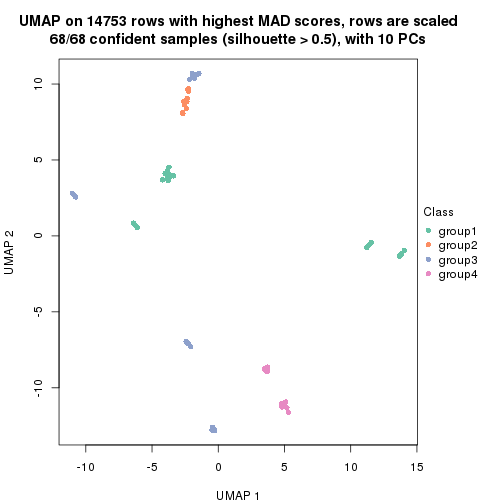 UMAP on 14753 rows with highest MAD scores, rows are scaled
68/68 confident samples (silhouette > 0.5), with 10 PCs
10
5
0
-5
-10
UMAP 2
-10
-5
0
5
10
15
UMAP 1
Class
group1
group2
group3
group4